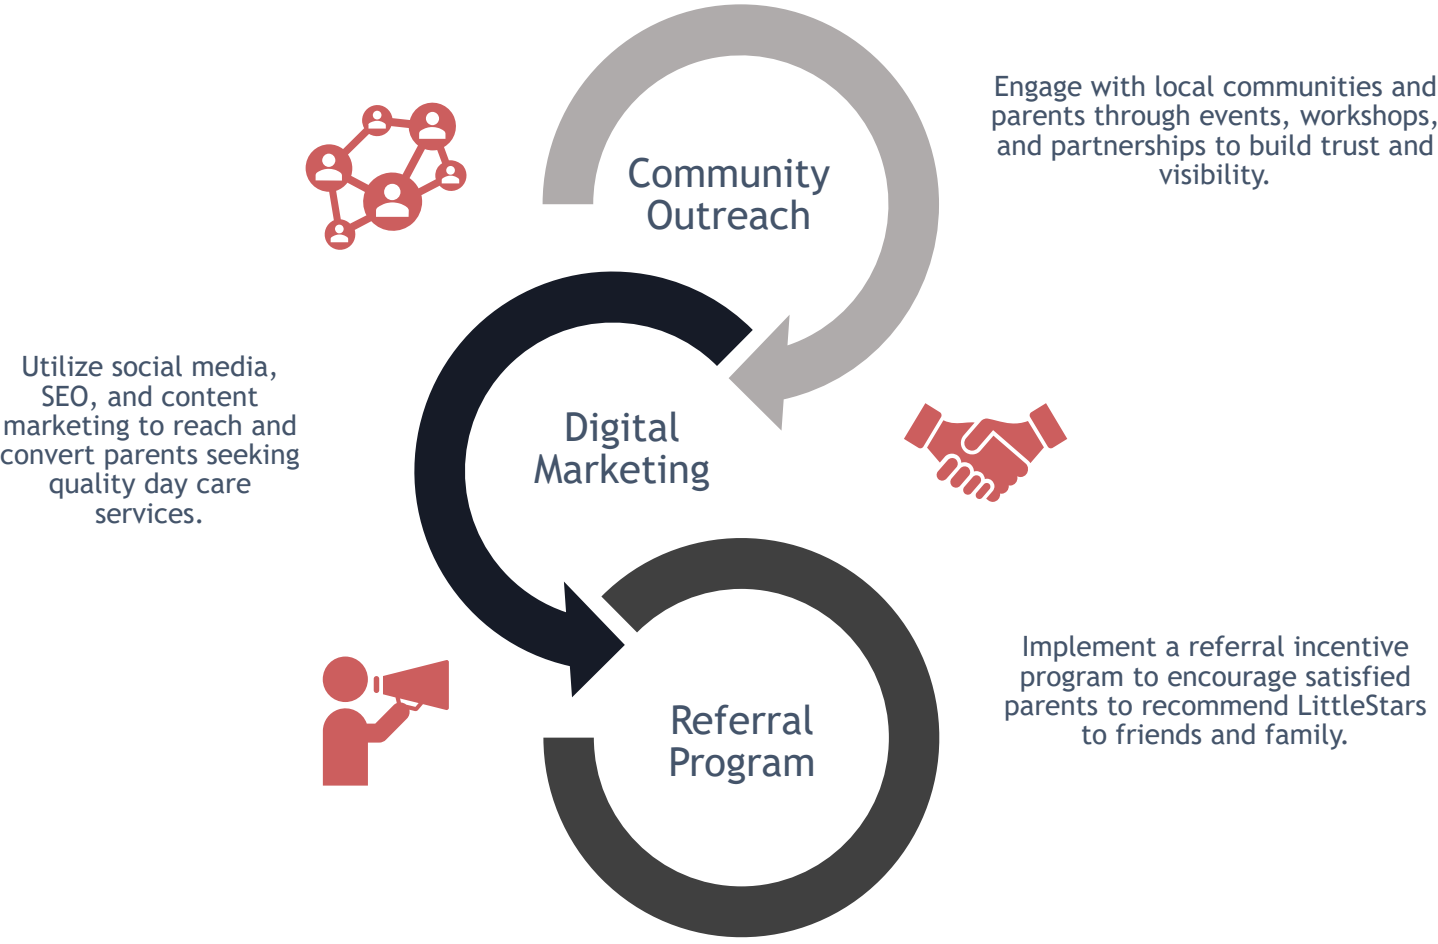 Community
Outreach
Engage with local communities and
parents through events, workshops,
and partnerships to build trust and
visibility.
Utilize social media,
SEO, and content
marketing to reach and
convert parents seeking
quality day care
services.
Digital
Marketing
Referral
Program
Implement a referral incentive
program to encourage satisfied
parents to recommend LittleStars
to friends and family.